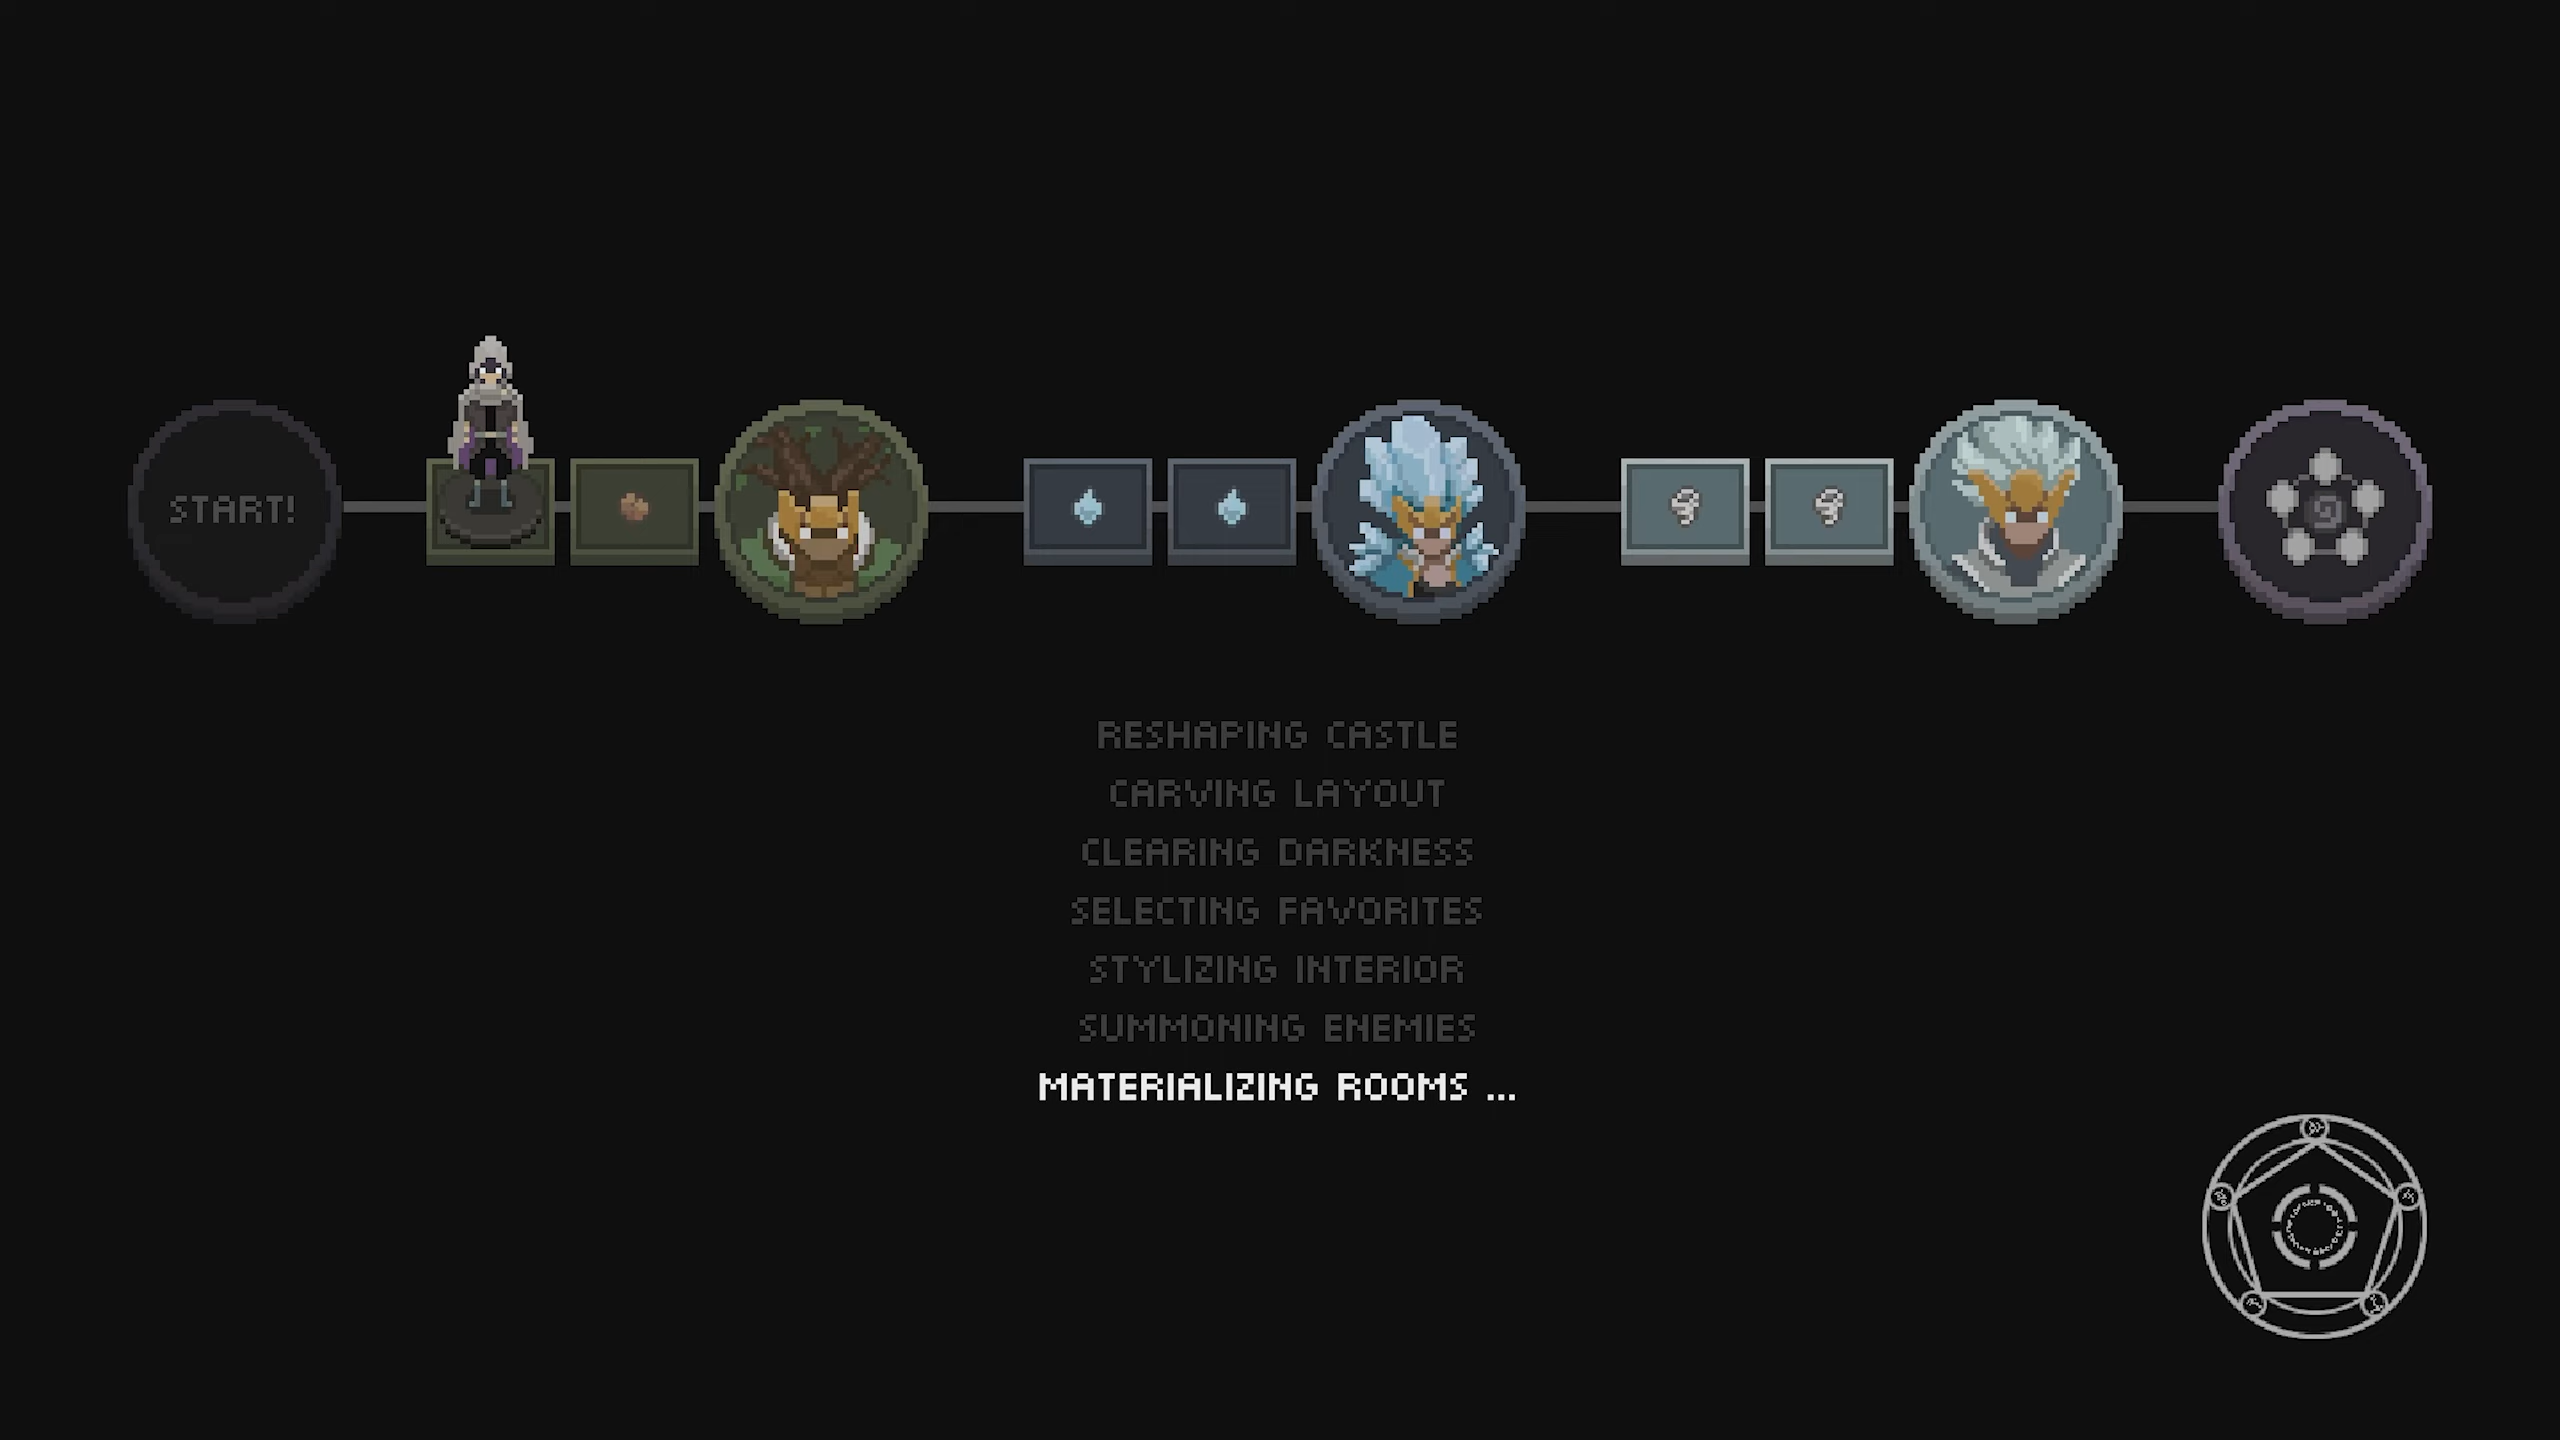 START!
RESHAPING CASTLE
CARVING LAYOUT
CLEARING DARKNESS
SELECTING FAVORITES
STYLIZING INTERIOR
SUMMONING ENEMIES
MATERIALIZING ROOMS ...